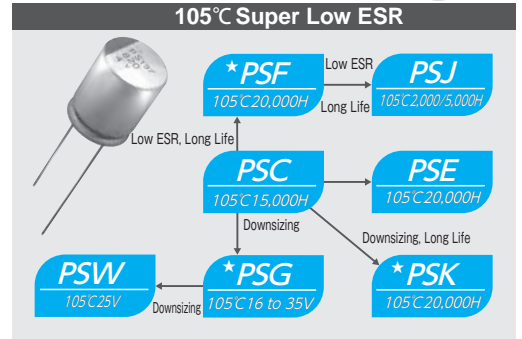 105℃ Super Low ESR
★PSF
105℃20,000H
Low ESR
Long Life
PSJ
105℃2,000/5,000H
Low ESR, Long Life
PSC
105℃15,000H
PSE
105℃20,000H
Downsizing
Downsizing, Long Life
PSW
105℃25V
Downsizing
★PSG
105℃16 to 35V
★PSK
105℃20,000H